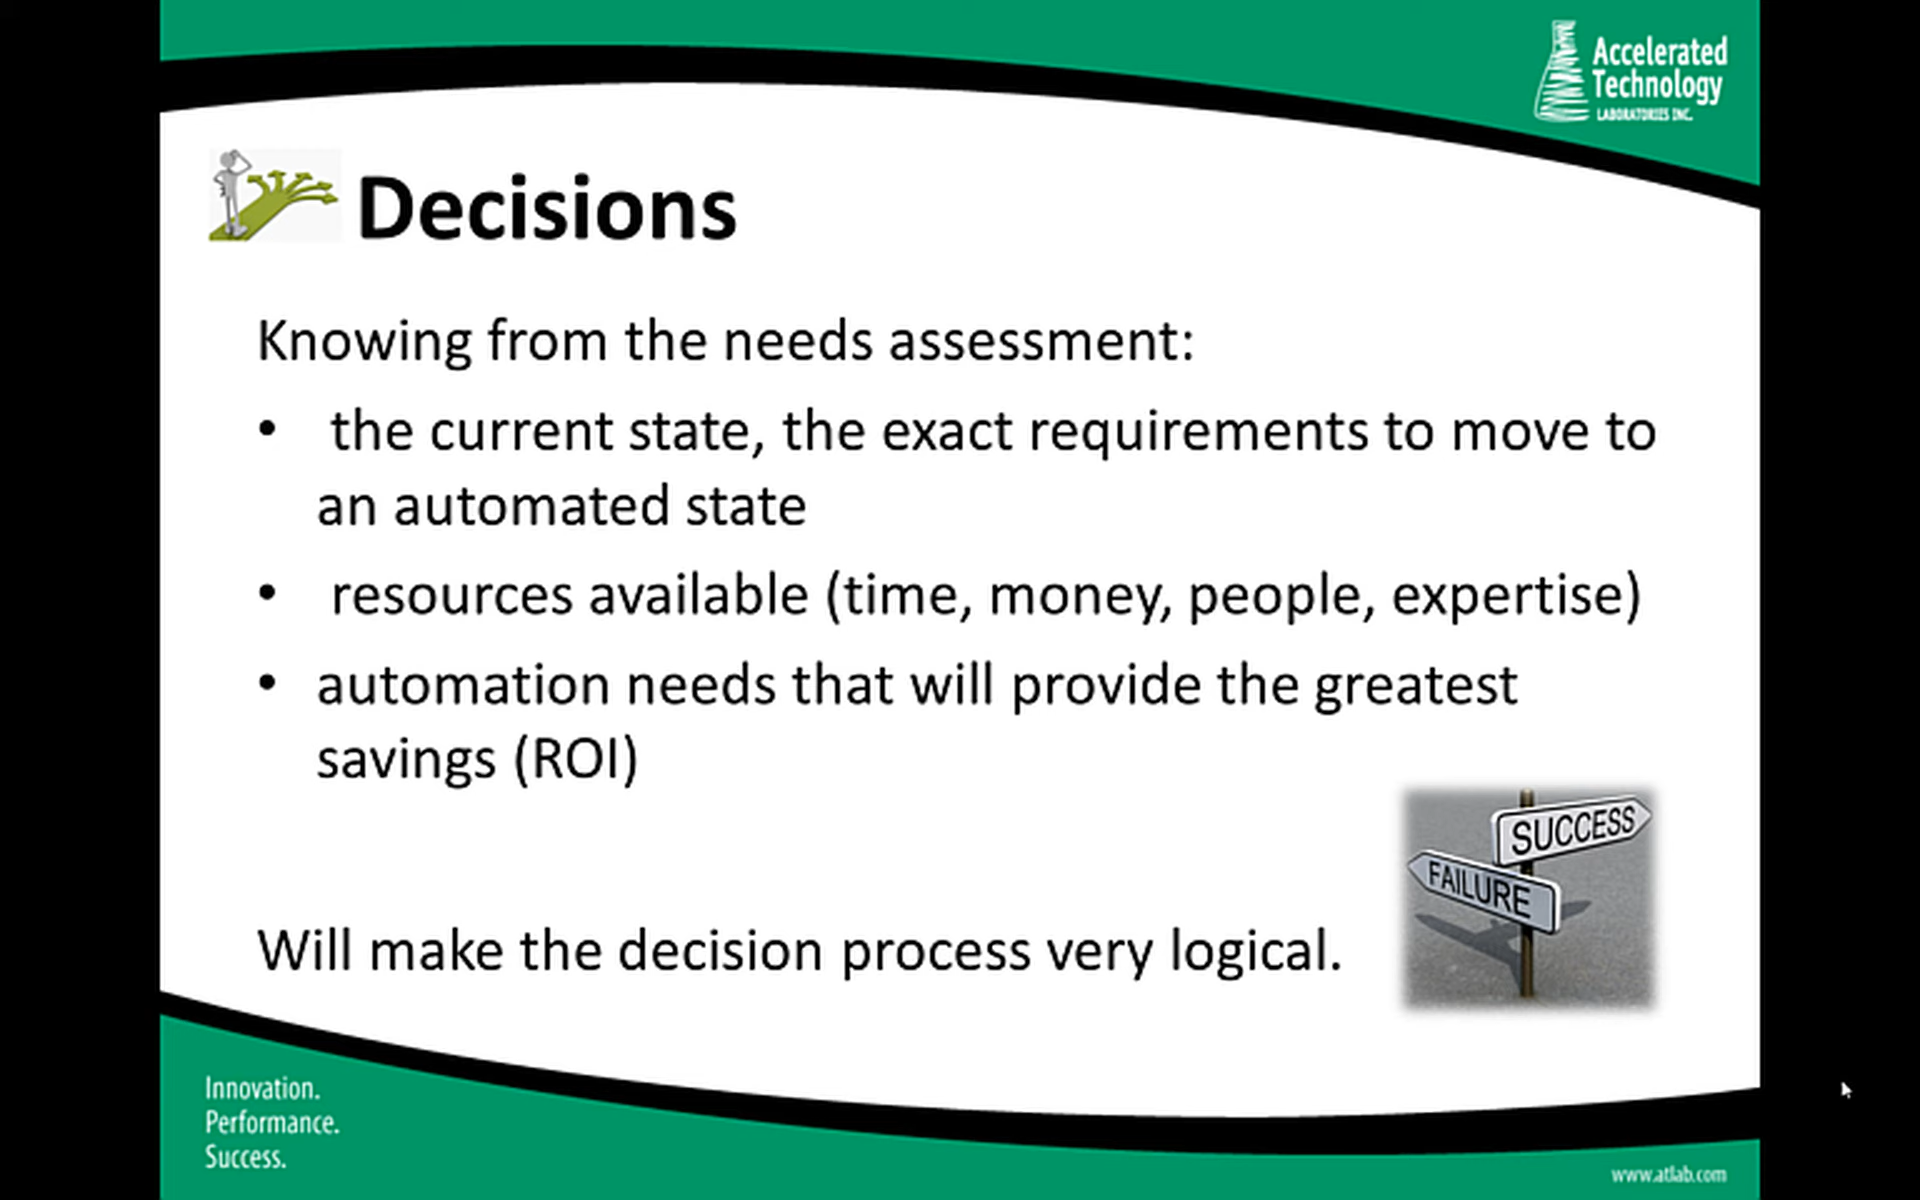 Accelerated
Technology
LABORATORIES INC.
Decisions
Knowing from the needs assessment:
• the current state, the exact requirements to move to
an automated state
• resources available (time, money, people, expertise)
• automation needs that will provide the greatest
savings (ROI)
SUCCESS
FAILURE
Will make the decision process very logical.
Innovation.
Performance.
Success.
www.atlab.com